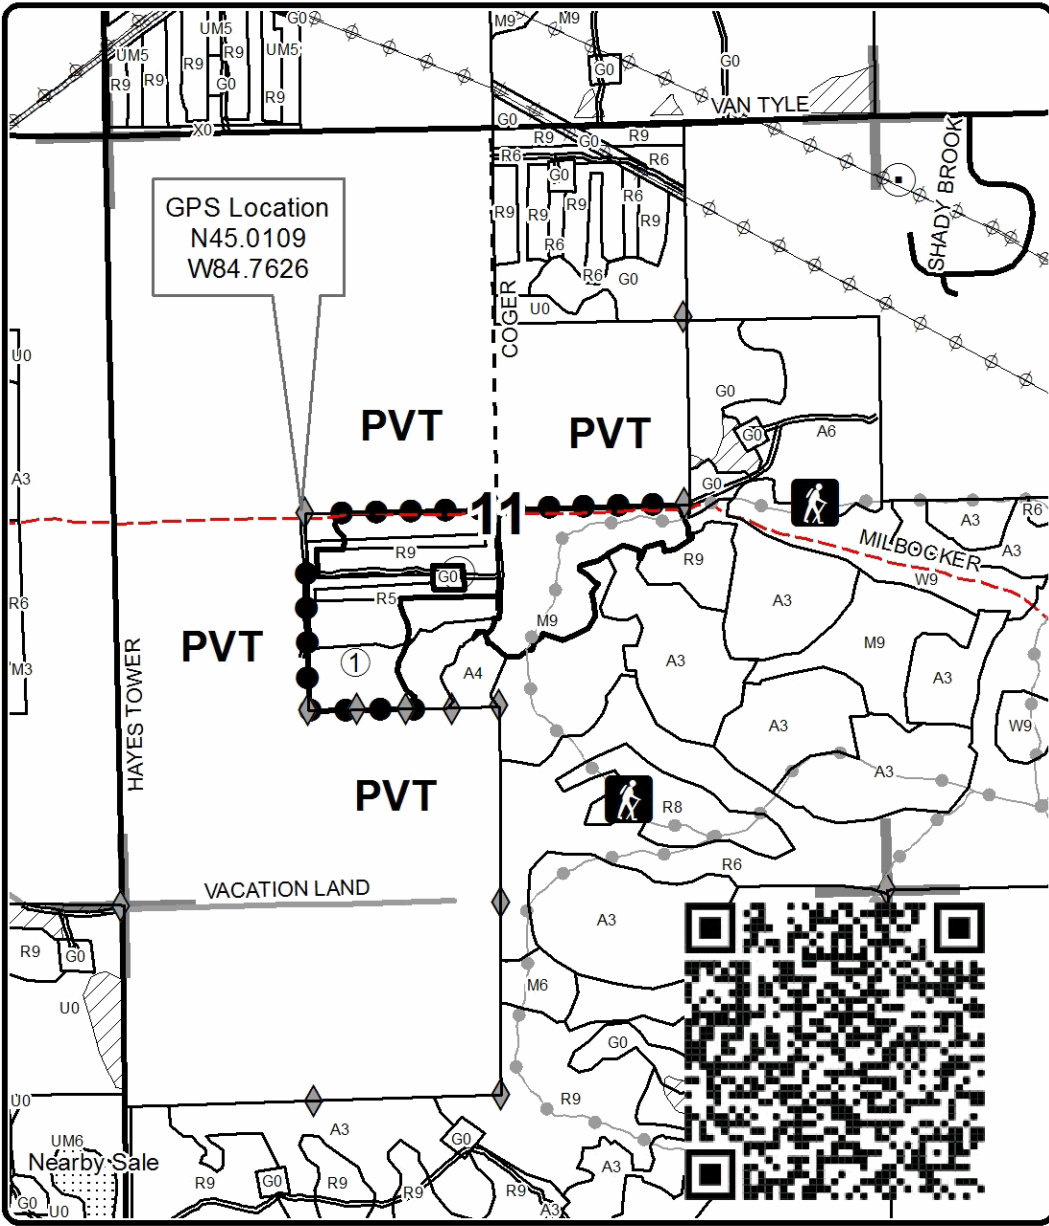 G0
M9
M9
UM5
UM5
UM5
R9
R9
G0
G0
R9
R9
G0
R9
R9
VAN TYLE
G0
X0
R9
G0
R9
R6
R6
SHADY BROOK
G0
GPS Location
N45.0109
W84.7626
R9
R9
R9
R6
R9
R6
R6
G0
U0
COGER
U0
G0
PVT
PVT
G0
A6
A3
G0
11
R6
A3
MILBOCKER
A3
R9
R9
G0
W9
R5
A3
R6
M9
M9
PVT
1
A3
M3
A4
A3
HAYES TOWER
A3
W9
PVT
A3
R8
R6
VACATION LAND
A3
R9
G0
M6
U0
G0
R9
U0
A3
UM6
G0
Nearby Sale
A3
R9
G0
R9
R9
R9
G0
U0
A3